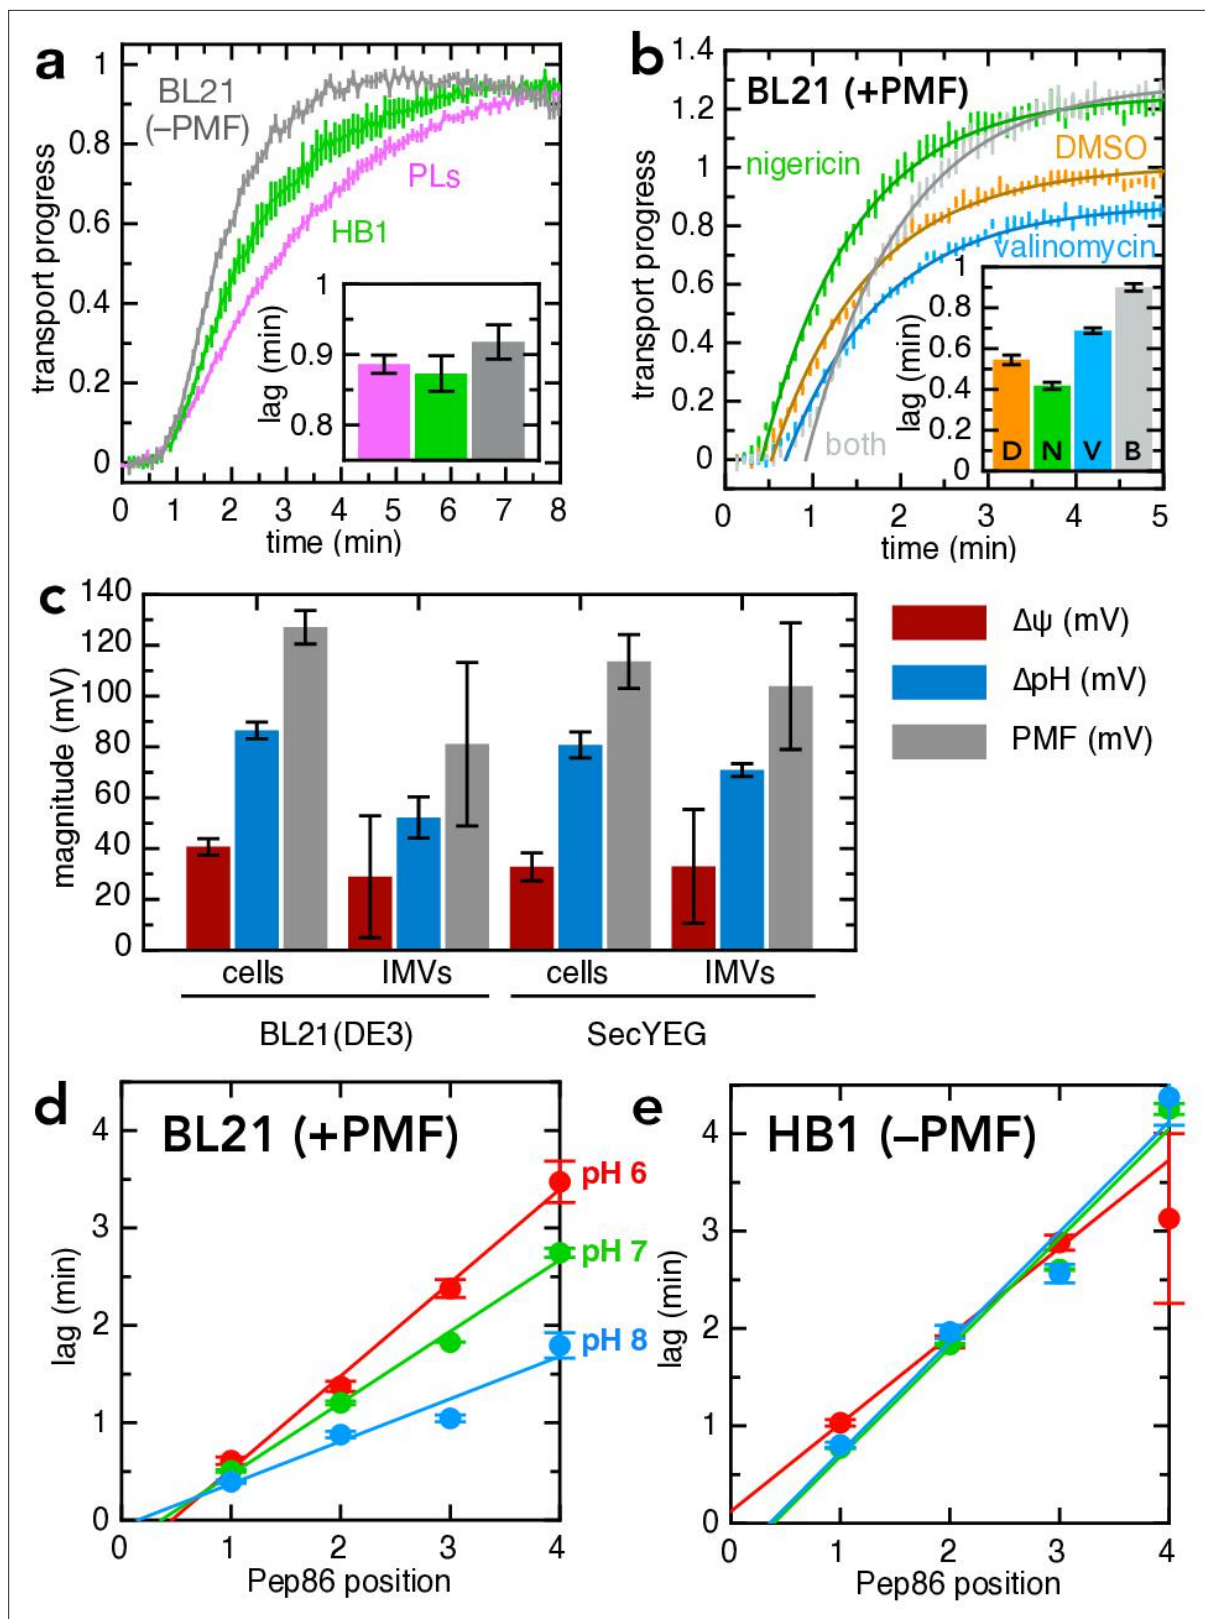 a
transport progress
1
0.8
0.6
0.4
0.2
0
BL21
(–PMF)
PLs
HB1
lag (min)
1
0.9
0.8
0 1 2 3 4 5 6 7 8
time (min)
b
transport progress
1.4
1.2
1
0.8
0.6
0.4
0.2
0
BL21 (+PMF)
nigericin
DMSO
valinomycin
both
lag (min)
1
0.8
0.6
0.4
0.2
0
D N V B
0 1 2 3 4 5
time (min)
c
magnitude (mV)
140
120
100
80
60
40
20
0
cells IMVs cells IMVs
BL21(DE3) SecYEG
Δψ (mV)
ΔpH (mV)
PMF (mV)
d
BL21 (+PMF)
lag (min)
4
3
2
1
0
pH 6
pH 7
pH 8
0 1 2 3 4
Pep86 position
e
HB1 (–PMF)
lag (min)
4
3
2
1
0
0 1 2 3 4
Pep86 position